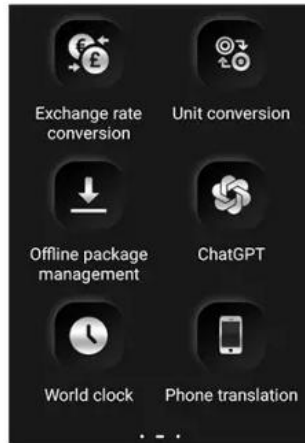 Exchange rate
conversion
Unit conversion
Offline package
management
ChatGPT
World clock
Phone translation